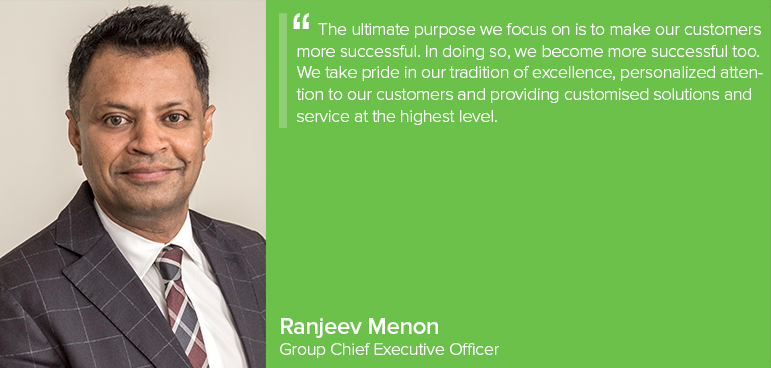 “ The ultimate purpose we focus on is to make our customers
more successful. In doing so, we become more successful too.
We take pride in our tradition of excellence, personalized atten-
tion to our customers and providing customised solutions and
service at the highest level.
Ranjeev Menon
Group Chief Executive Officer